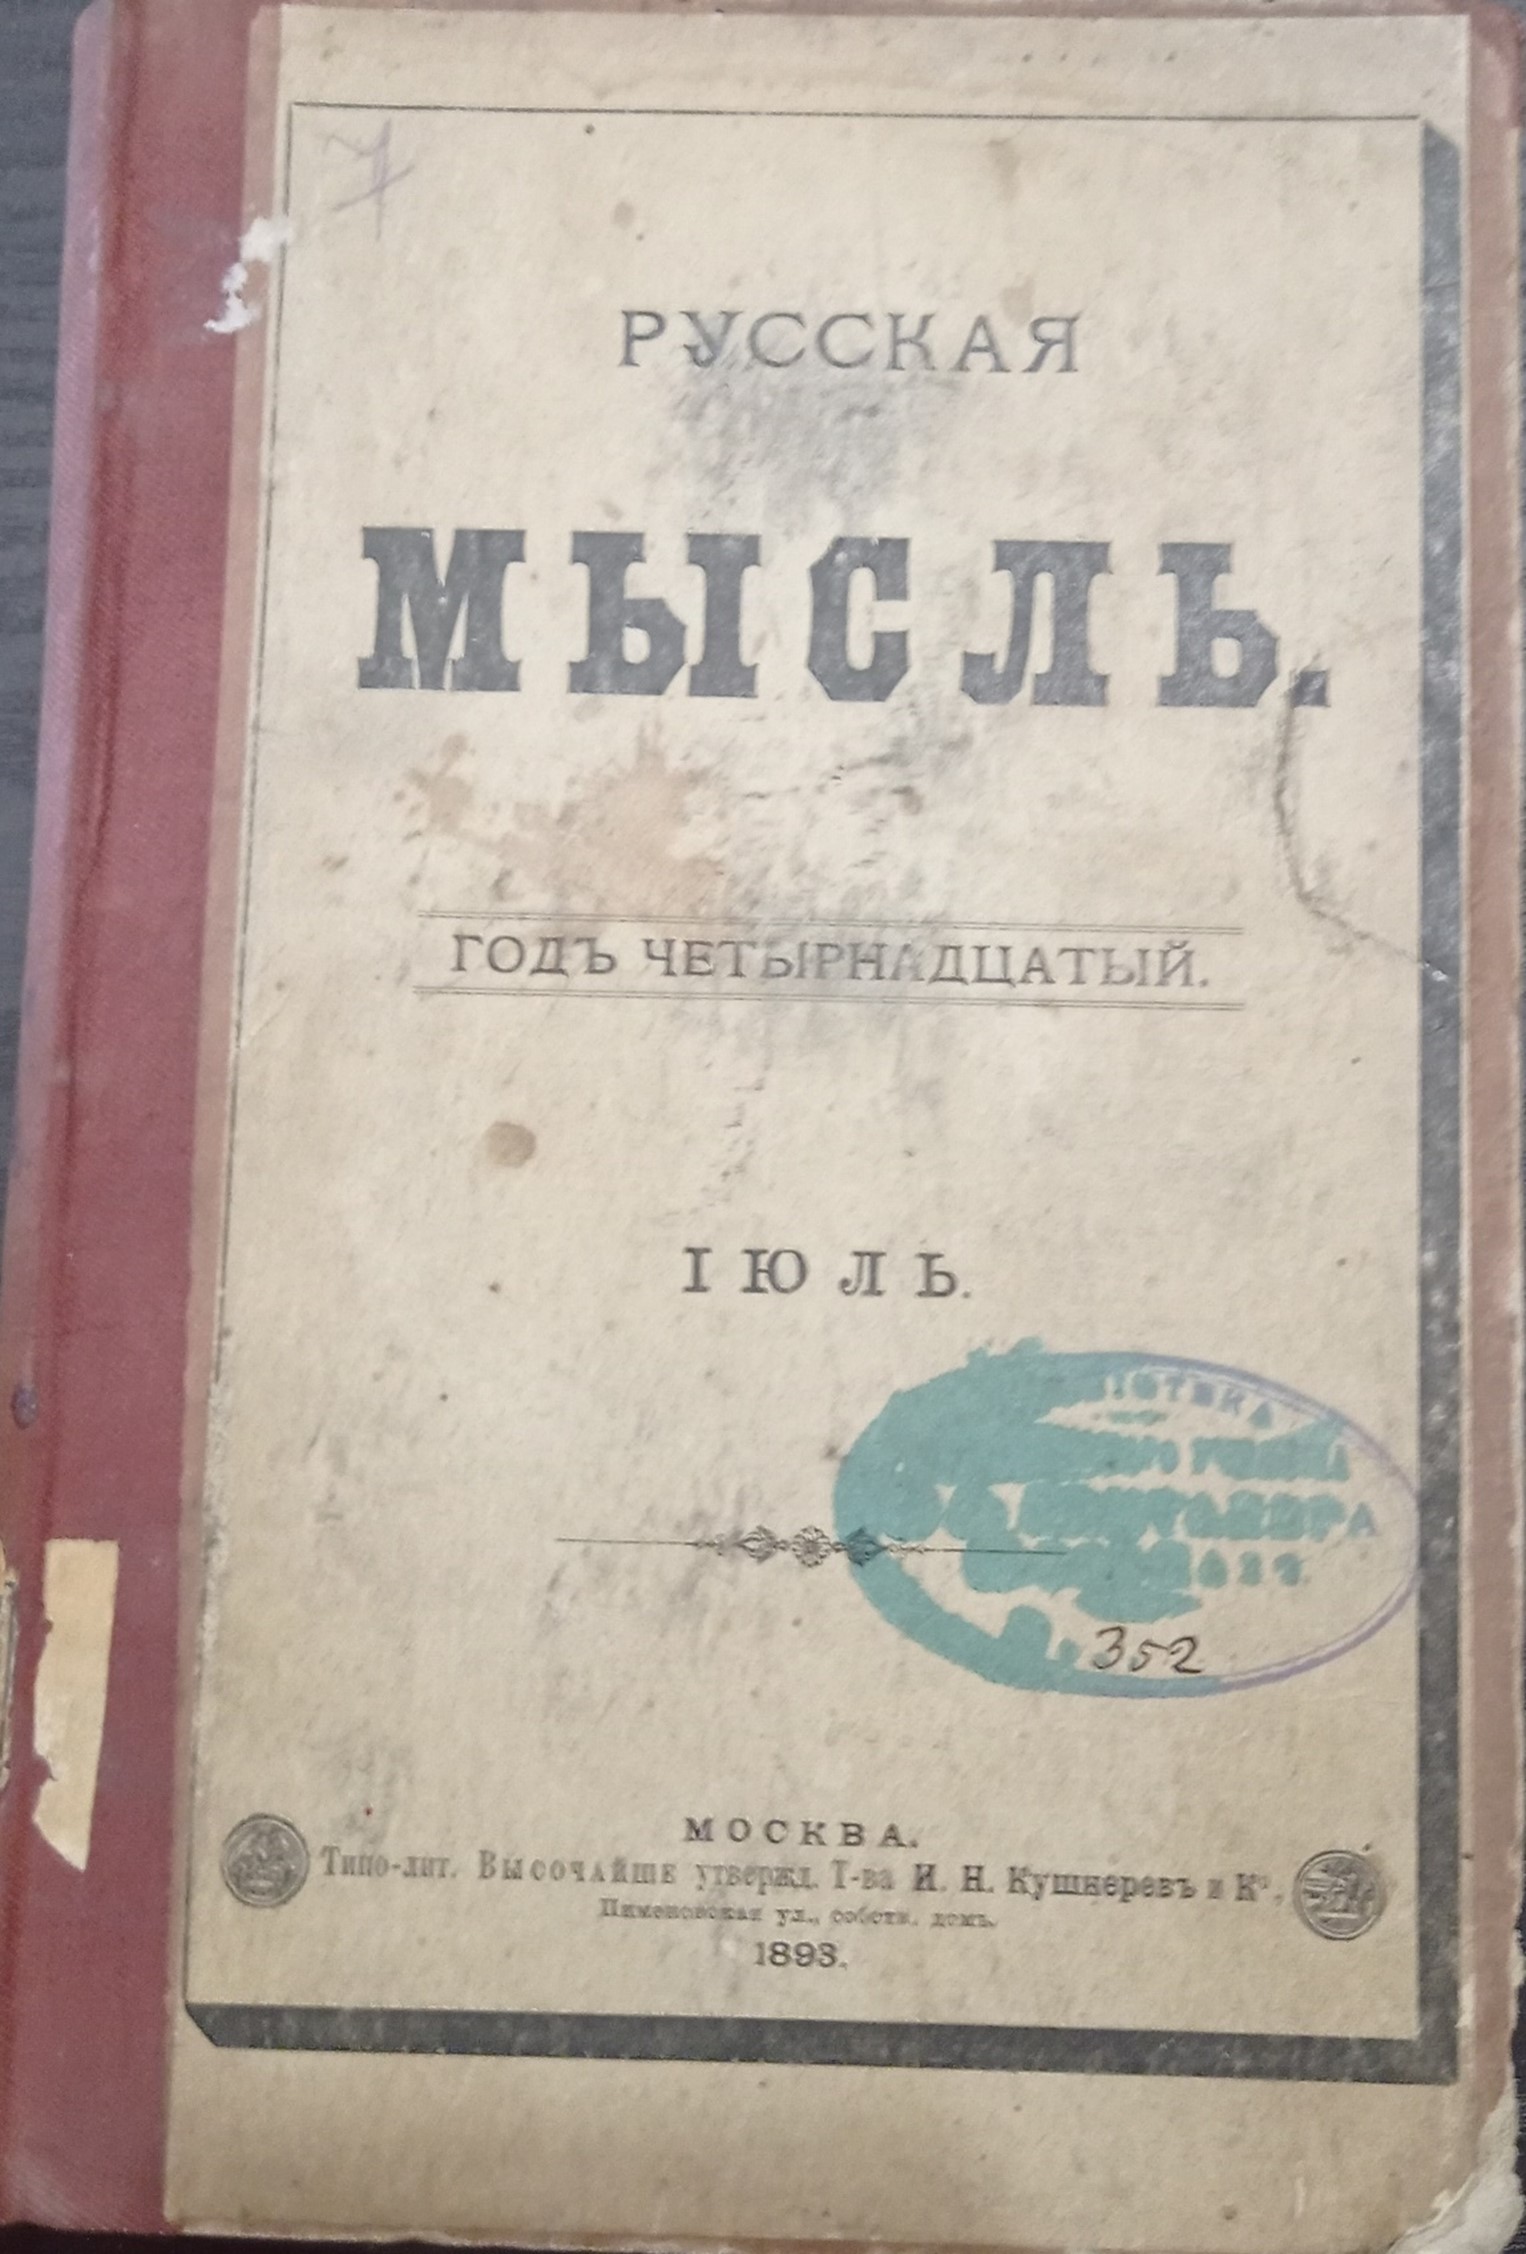 7
РУССКАЯ
МЫСЛЬ.
ГОДЪ ЧЕТЫРНАДЦАТЫЙ.
ІЮЛЬ.
352
МОСКВА.
Типо-лит. Высочайше утвержд. Т-ва И. Н. Кушнеревъ и Кº,
Пименовская ул., собств. домъ.
1893.